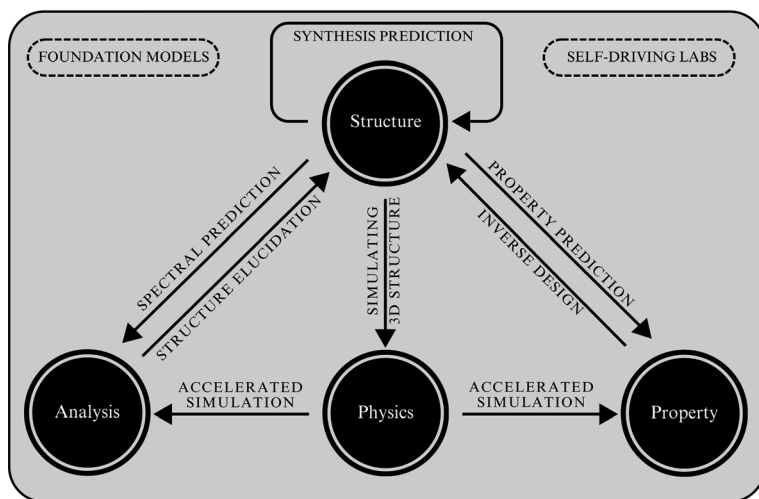 SYNTHESIS PREDICTION
FOUNDATION MODELS
SELF-DRIVING LABS
Structure
SPECTRAL PREDICTION
STRUCTURE ELUCIDATION
SIMULATING
3D STRUCTURE
PROPERTY PREDICTION
INVERSE DESIGN
Analysis
ACCELERATED
SIMULATION
Physics
ACCELERATED
SIMULATION
Property